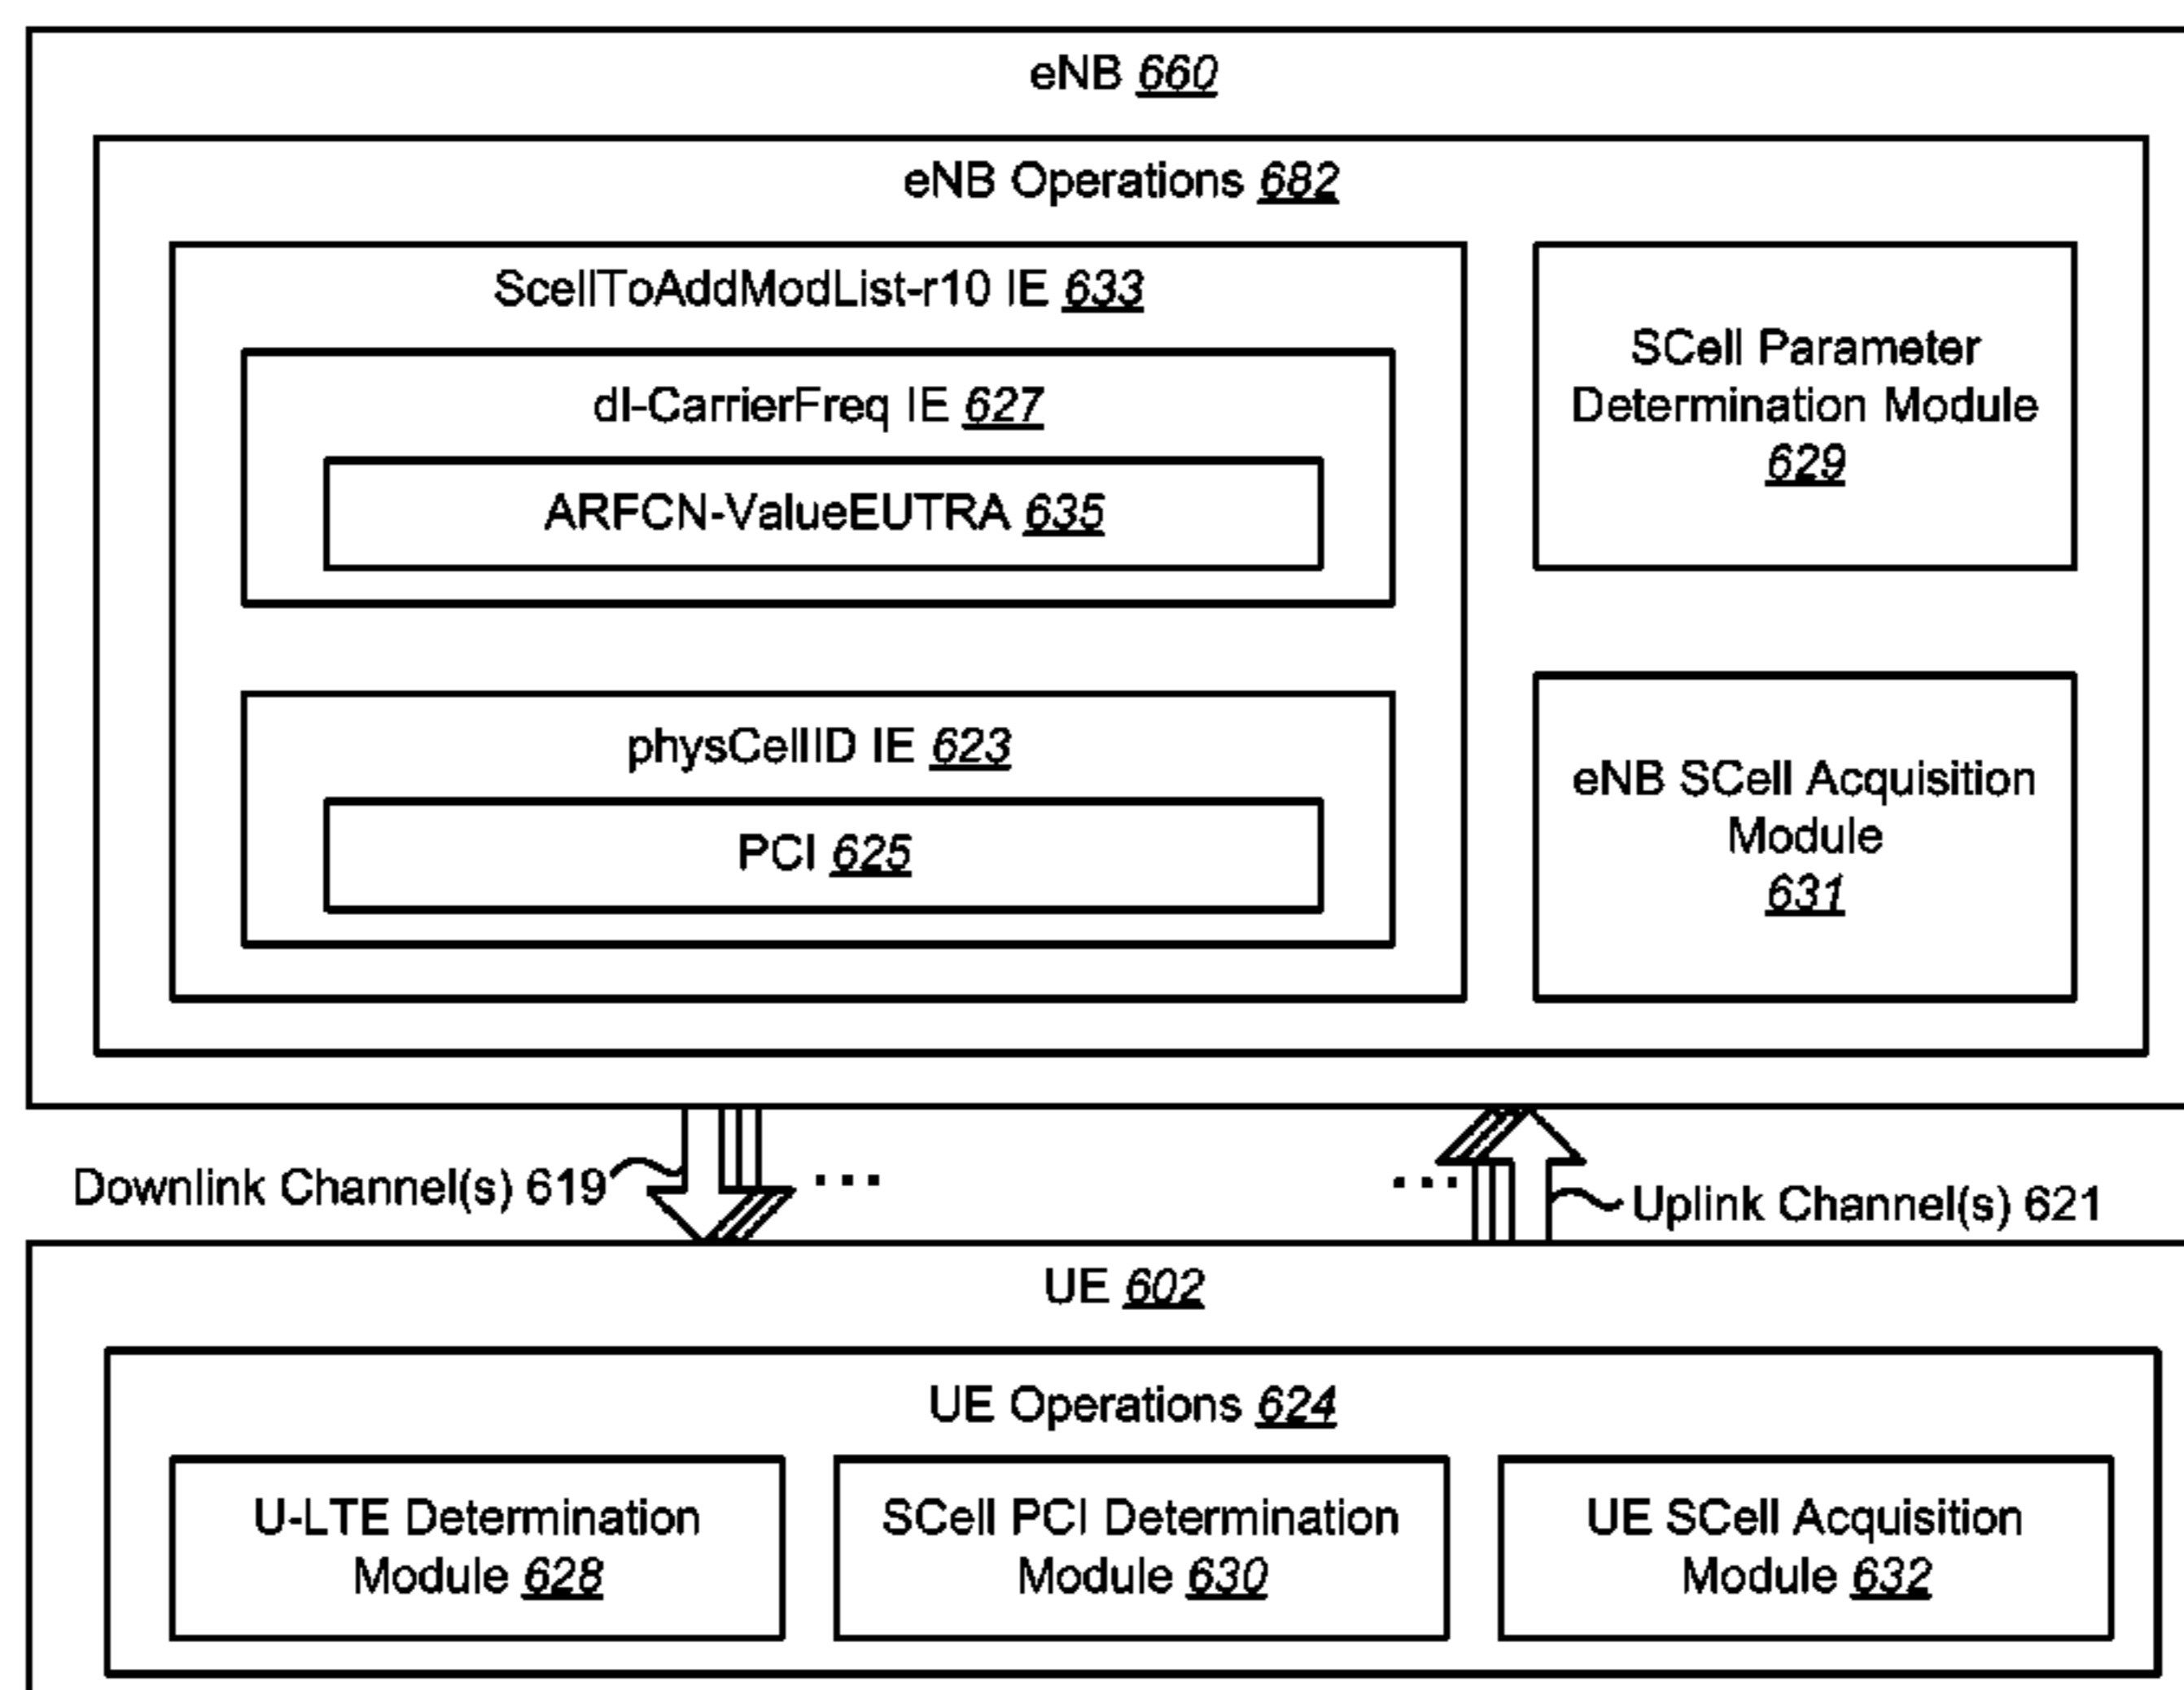 eNB 660
eNB Operations 682
ScellToAddModList-r10 IE 633
dl-CarrierFreq IE 627
ARFCN-ValueEUTRA 635
physCellID IE 623
PCI 625
SCell Parameter
Determination Module
629
eNB SCell Acquisition
Module
631
Downlink Channel(s) 619
...
...
Uplink Channel(s) 621
UE 602
UE Operations 624
U-LTE Determination
Module 628
SCell PCI Determination
Module 630
UE SCell Acquisition
Module 632